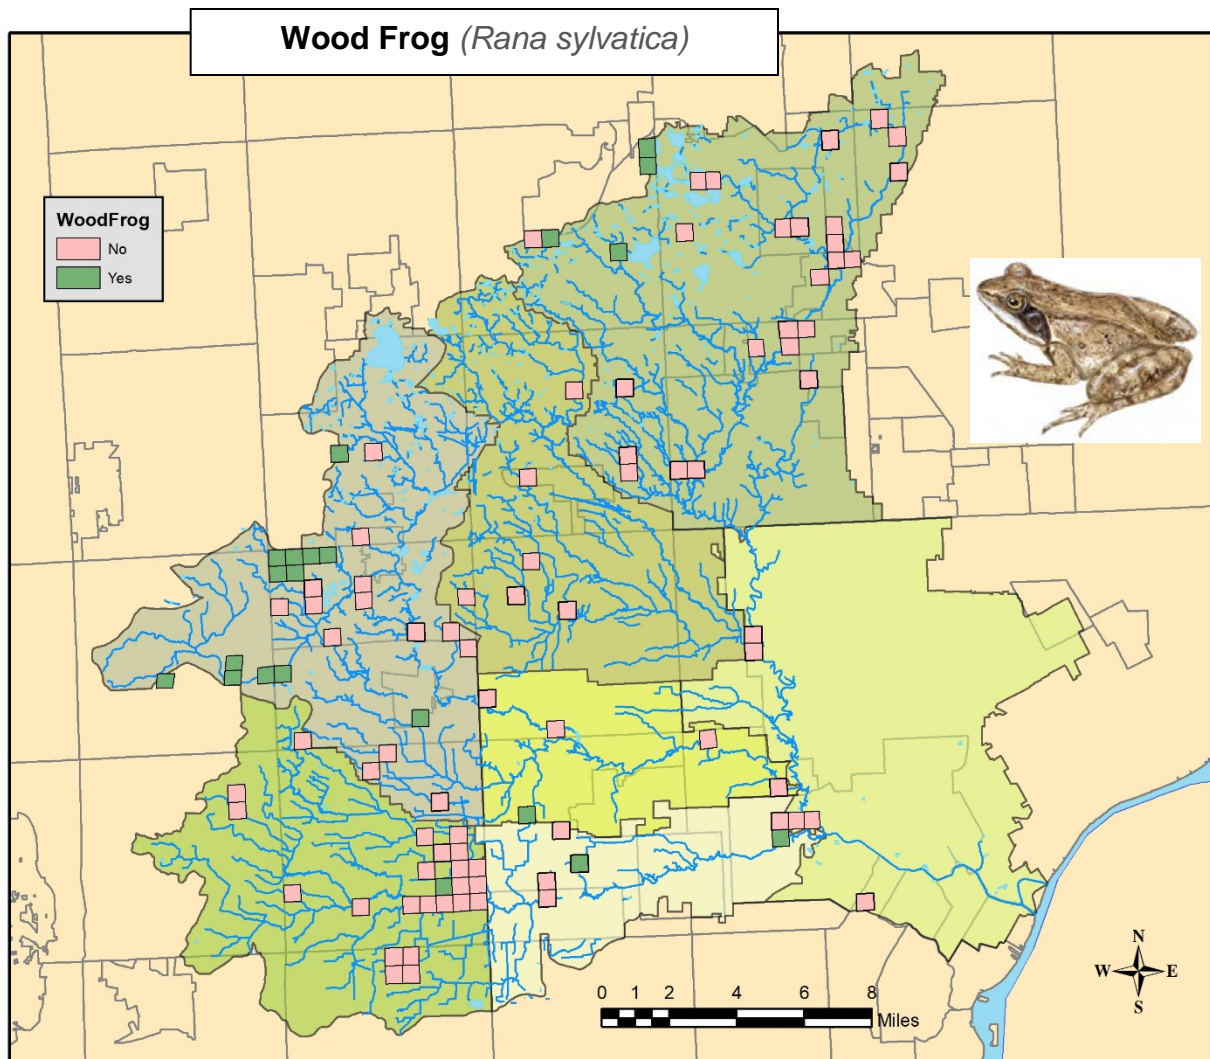 Wood Frog (Rana sylvatica)
WoodFrog
No
Yes
N
W E
S
0 1 2 4 6 8
Miles